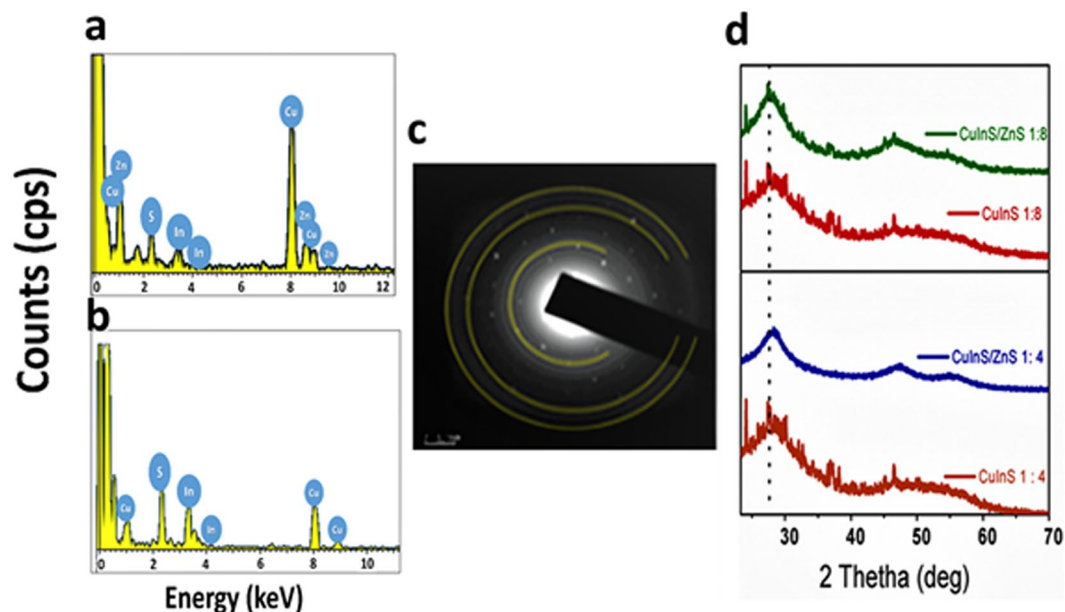 a
Counts (cps)
Cu
Zn
S
In
In
Cu
Zn
Cu
Zn
0 2 4 6 8 10 12
b
Cu
S
In
In
Cu
Cu
0 2 4 6 8 10
Energy (keV)
c
d
CuInS/ZnS 1:8
CuInS 1:8
CuInS/ZnS 1: 4
CuInS 1 : 4
30 40 50 60 70
2 Thetha (deg)